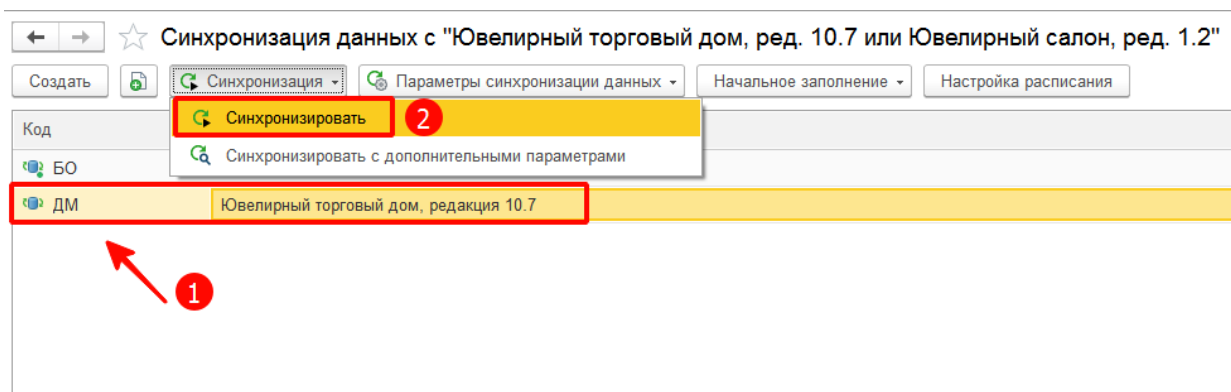 Синхронизация данных с "Ювелирный торговый дом, ред. 10.7 или Ювелирный салон, ред. 1.2"
Создать Синхронизация Параметры синхронизации данных Начальное заполнение Настройка расписания
Код
Синхронизировать 2
Синхронизировать с дополнительными параметрами
БО
ДМ Ювелирный торговый дом, редакция 10.7
1